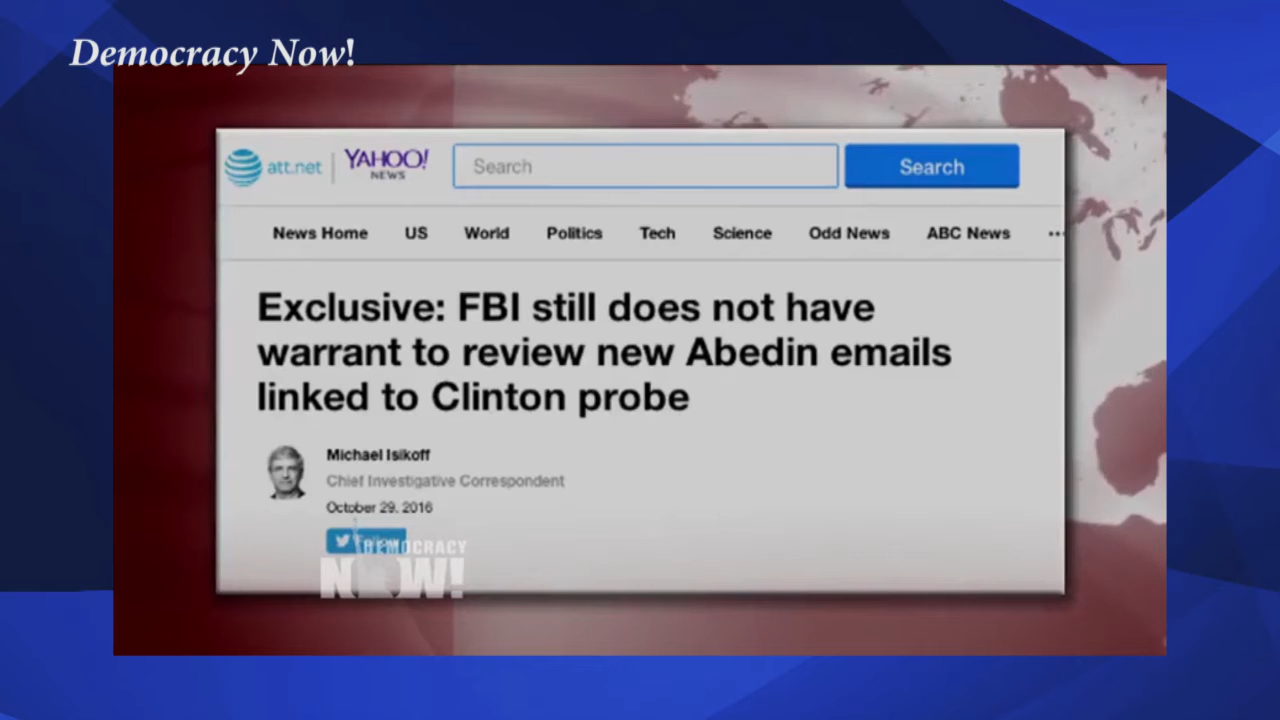 Democracy Now!
att.net | YAHOO! NEWS
Search
Search
News Home US World Politics Tech Science Odd News ABC News ...
Exclusive: FBI still does not have
warrant to review new Abedin emails
linked to Clinton probe
Michael Isikoff
Chief Investigative Correspondent
October 29, 2016
Follow
DEMOCRACY
NOW!